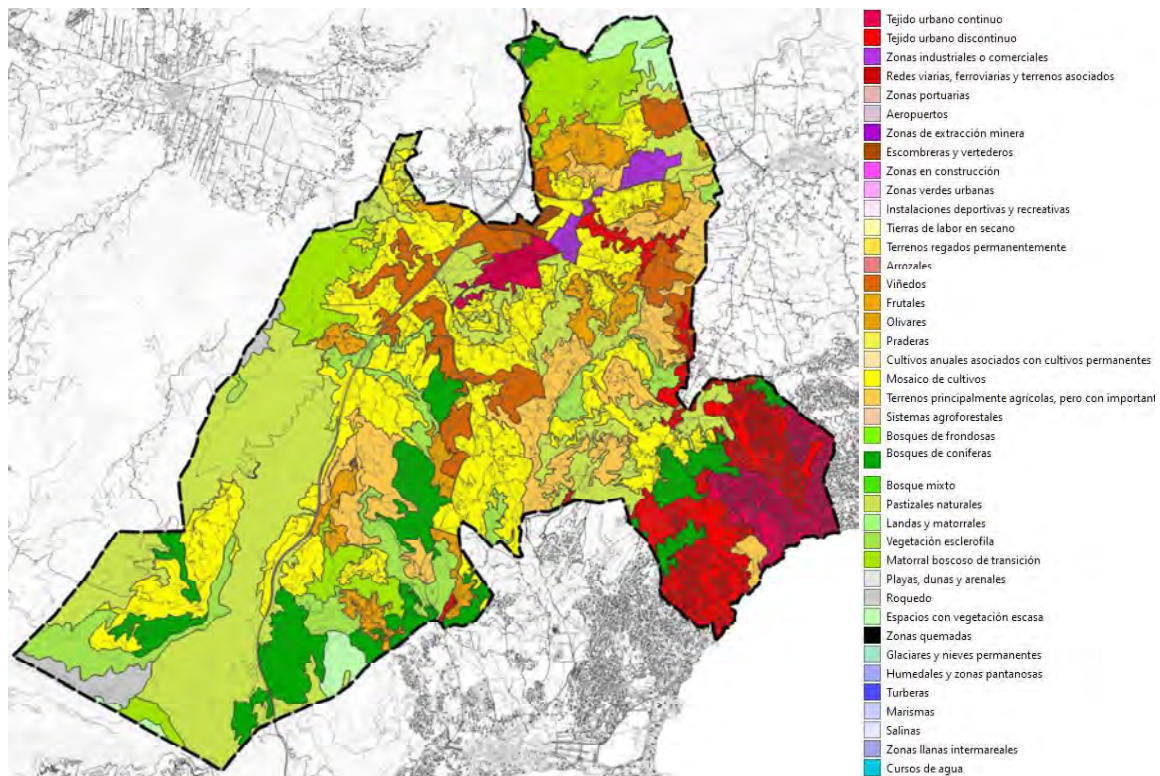 Tejido urbano continuo
Tejido urbano discontinuo
Zonas industriales o comerciales
Redes viarias, ferroviarias y terrenos asociados
Zonas portuarias
Aeropuertos
Zonas de extracción minera
Escombreras y vertederos
Zonas en construcción
Zonas verdes urbanas
Instalaciones deportivas y recreativas
Tierras de labor en secano
Terrenos regados permanentemente
Arrozales
Viñedos
Frutales
Olivares
Praderas
Cultivos anuales asociados con cultivos permanentes
Mosaico de cultivos
Terrenos principalmente agrícolas, pero con important
Sistemas agroforestales
Bosques de frondosas
Bosques de coníferas
Bosque mixto
Pastizales naturales
Landas y matorrales
Vegetación esclerofila
Matorral boscoso de transición
Playas, dunas y arenales
Roquedo
Espacios con vegetación escasa
Zonas quemadas
Glaciares y nieves permanentes
Humedales y zonas pantanosas
Turberas
Marismas
Salinas
Zonas llanas intermareales
Cursos de agua